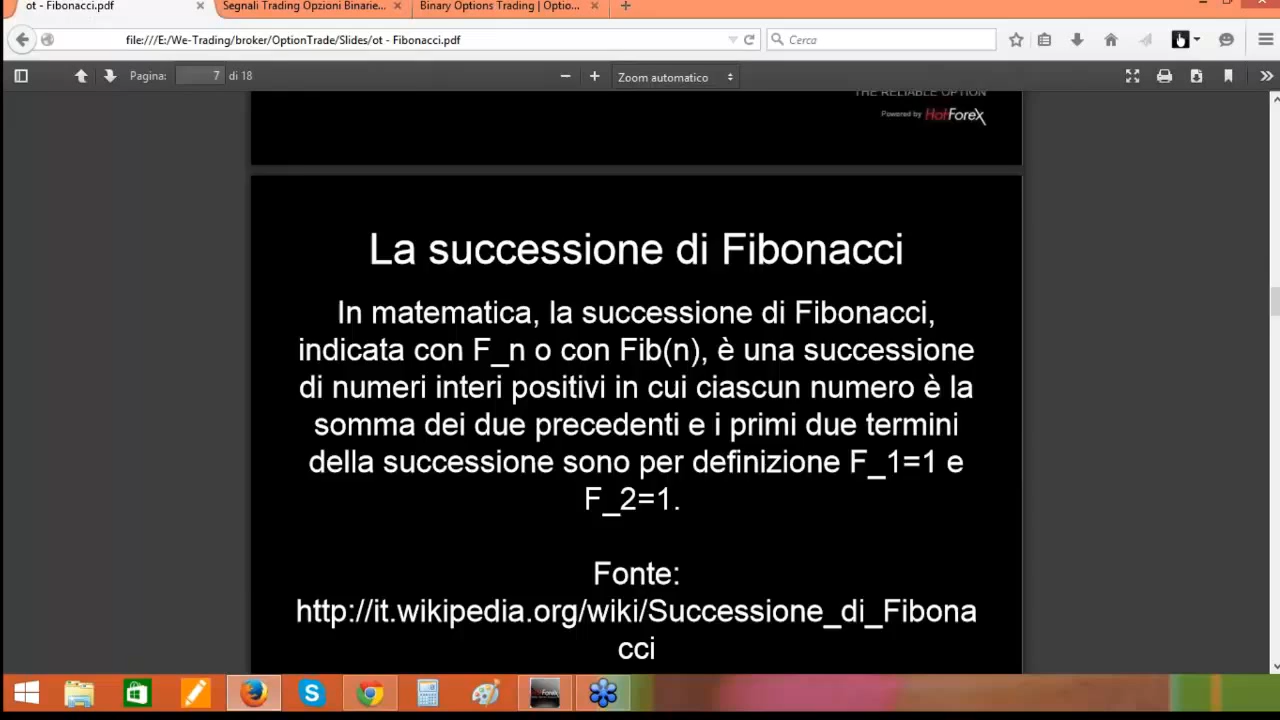 ot - Fibonacci.pdf
Segnali Trading Opzioni Binarie...
Binary Options Trading | Optio...
file:///E:/We-Trading/broker/OptionTrade/Slides/ot - Fibonacci.pdf
Cerca
Pagina: 7 di 18
Zoom automatico
THE RELIABLE OPTION
Powered by HotForex
La successione di Fibonacci
In matematica, la successione di Fibonacci,
indicata con F_n o con Fib(n), è una successione
di numeri interi positivi in cui ciascun numero è la
somma dei due precedenti e i primi due termini
della successione sono per definizione F_1=1 e
F_2=1.
Fonte:
http://it.wikipedia.org/wiki/Successione_di_Fibona
cci
HotForex